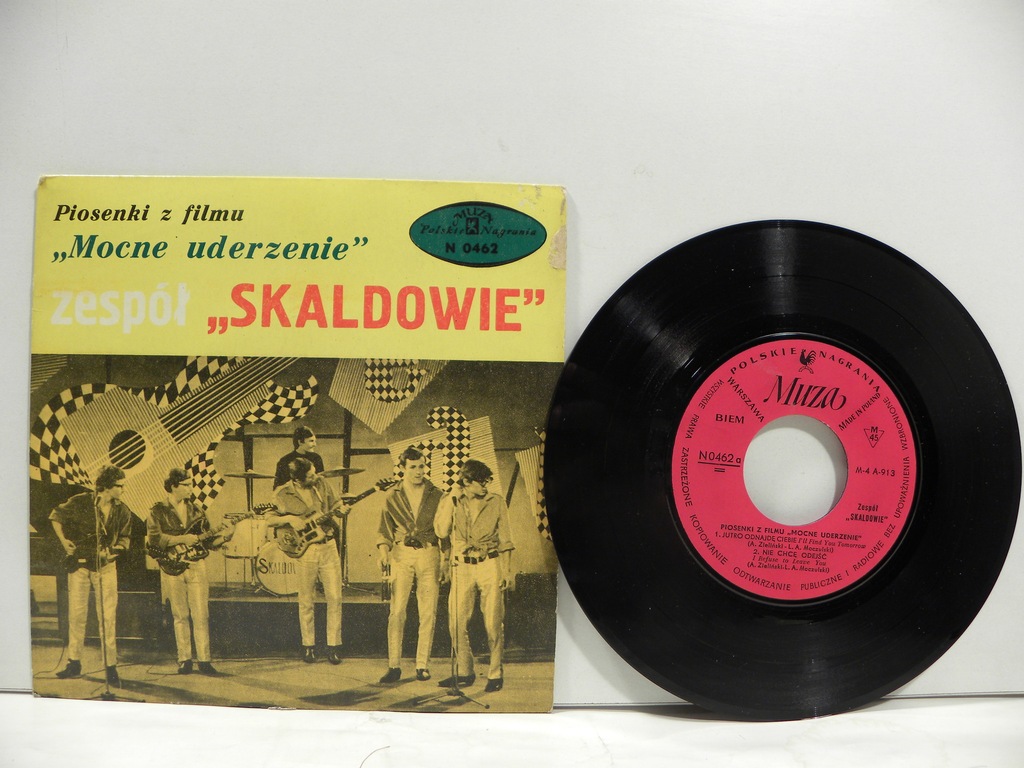 Piosenki z filmu
„Mocne uderzenie”
zespół „SKALDOWIE”
MUZA
Polskie Nagrania
N 0462
SKALDOW
POLSKIE NAGRANIA
Muza
WARSZAWA
MADE IN POLAND
BIEM
M
45
N0462a
M-4 A-913
Zespół
„SKALDOWIE”
PIOSENKI Z FILMU „MOCNE UDERZENIE”
1. JUTRO ODNAJDĘ CIEBIE I'll Find You Tomorrow
(A. Zieliński-L. A. Moczulski)
2. NIE CHCĘ ODEJŚĆ
I Refuse to Leave You
(A. Zieliński-L. A. Moczulski)
WSZELKIE PRAWA ZASTRZEŻONE KOPIOWANIE ODTWARZANIE PUBLICZNE I RADIOWE BEZ UPOWAŻNIENIA WZBRONIONE